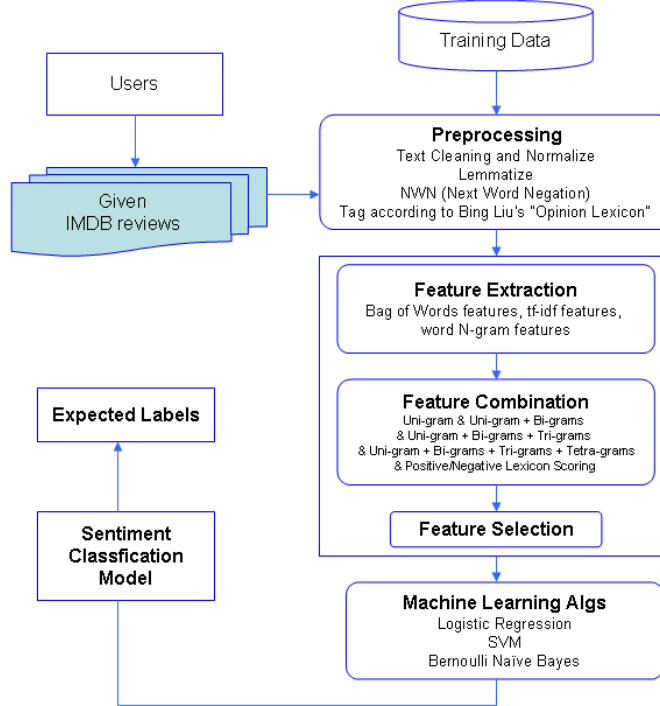 Training Data
Users
Preprocessing
Text Cleaning and Normalize
Lemmatize
NWN (Next Word Negation)
Tag according to Bing Liu's "Opinion Lexicon"
Given
IMDB reviews
Feature Extraction
Bag of Words features, tf-idf features,
word N-gram features
Feature Combination
Uni-gram & Uni-gram + Bi-grams
& Uni-gram + Bi-grams + Tri-grams
& Uni-gram + Bi-grams + Tri-grams + Tetra-grams
& Positive/Negative Lexicon Scoring
Feature Selection
Expected Labels
Sentiment
Classfication
Model
Machine Learning Algs
Logistic Regression
SVM
Bernoulli Naïve Bayes